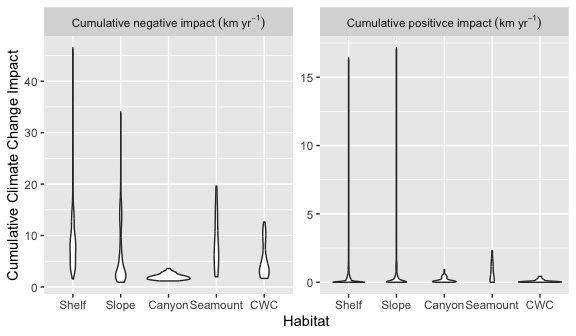 Cumulative negative impact (km yr⁻¹)
Cumulative positivce impact (km yr⁻¹)
Cumulative Climate Change Impact
40
30
20
10
0
15
10
5
0
Shelf Slope Canyon Seamount CWC
Shelf Slope Canyon Seamount CWC
Habitat